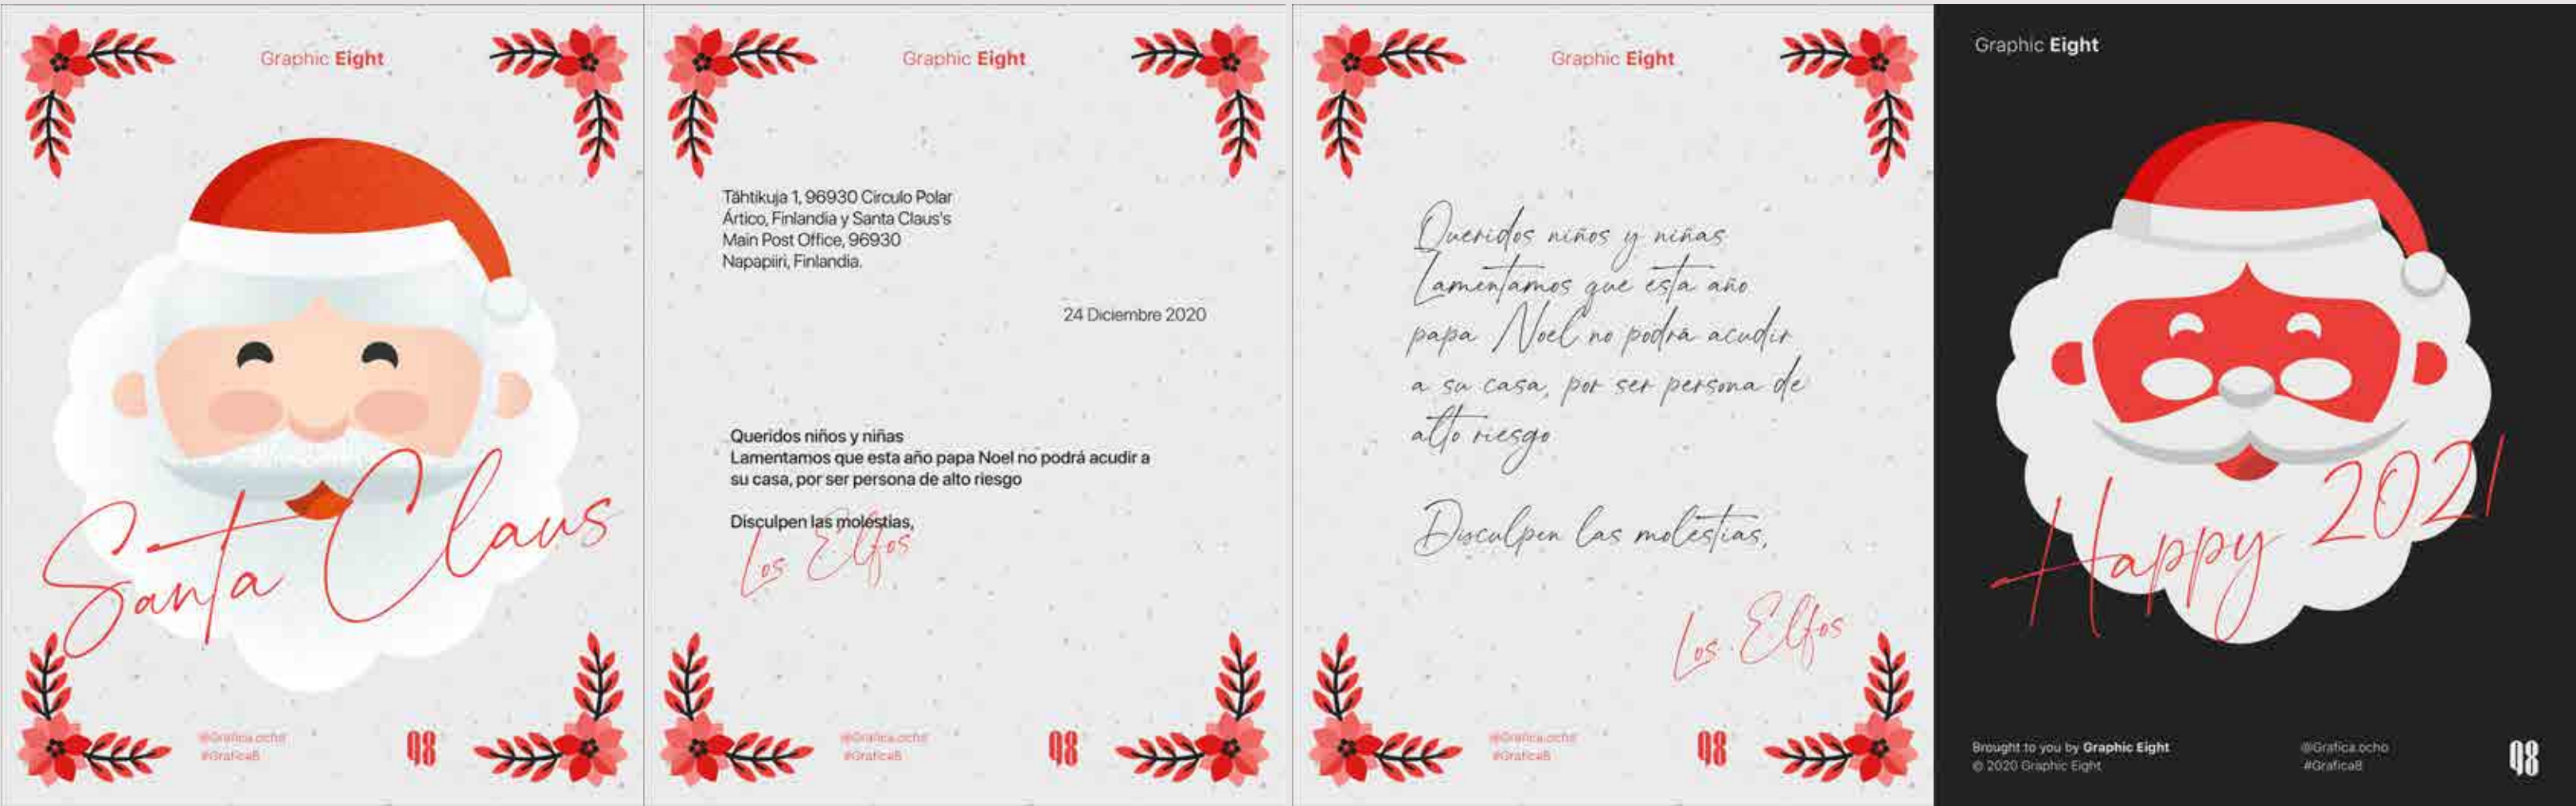 Graphic Eight
Santa Claus
@Grafica.ocho
#Grafica8
98
Graphic Eight
Tähtikuja 1, 96930 Circulo Polar
Ártico, Finlandia y Santa Claus's
Main Post Office, 96930
Napapiiri, Finlandia.
24 Diciembre 2020
Queridos niños y niñas
Lamentamos que esta año papa Noel no podrá acudir a
su casa, por ser persona de alto riesgo
Disculpen las molestias,
Los Elfos
@Grafica.ocho
#Grafica8
98
Graphic Eight
Queridos niños y niñas
Lamentamos que esta año
papa Noel no podrá acudir
a su casa, por ser persona de
alto riesgo
Disculpen las molestias,
Los Elfos
@Grafica.ocho
#Grafica8
98
Graphic Eight
Happy 2021
Brought to you by Graphic Eight
© 2020 Graphic Eight
@Grafica.ocho
#Grafica8
98